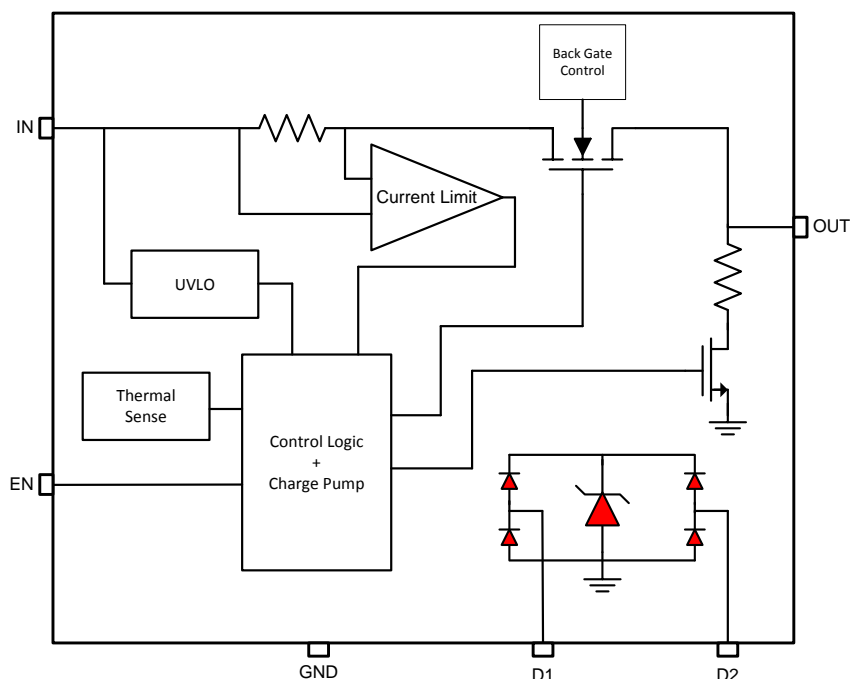 Back Gate
Control
IN
Current Limit
OUT
UVLO
Thermal
Sense
Control Logic
+
Charge Pump
EN
GND
D1
D2